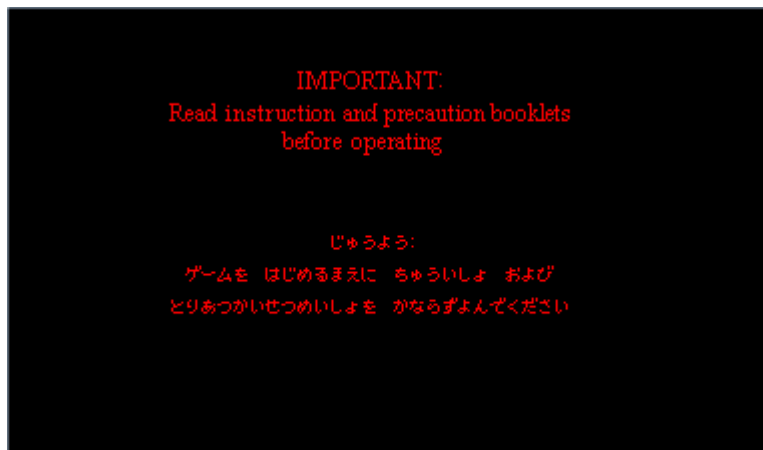 IMPORTANT:
Read instruction and precaution booklets
before operating
じゅうよう:
ゲームを はじめるまえに ちゅういしょ および
とりあつかいせつめいしょを かならずよんでください